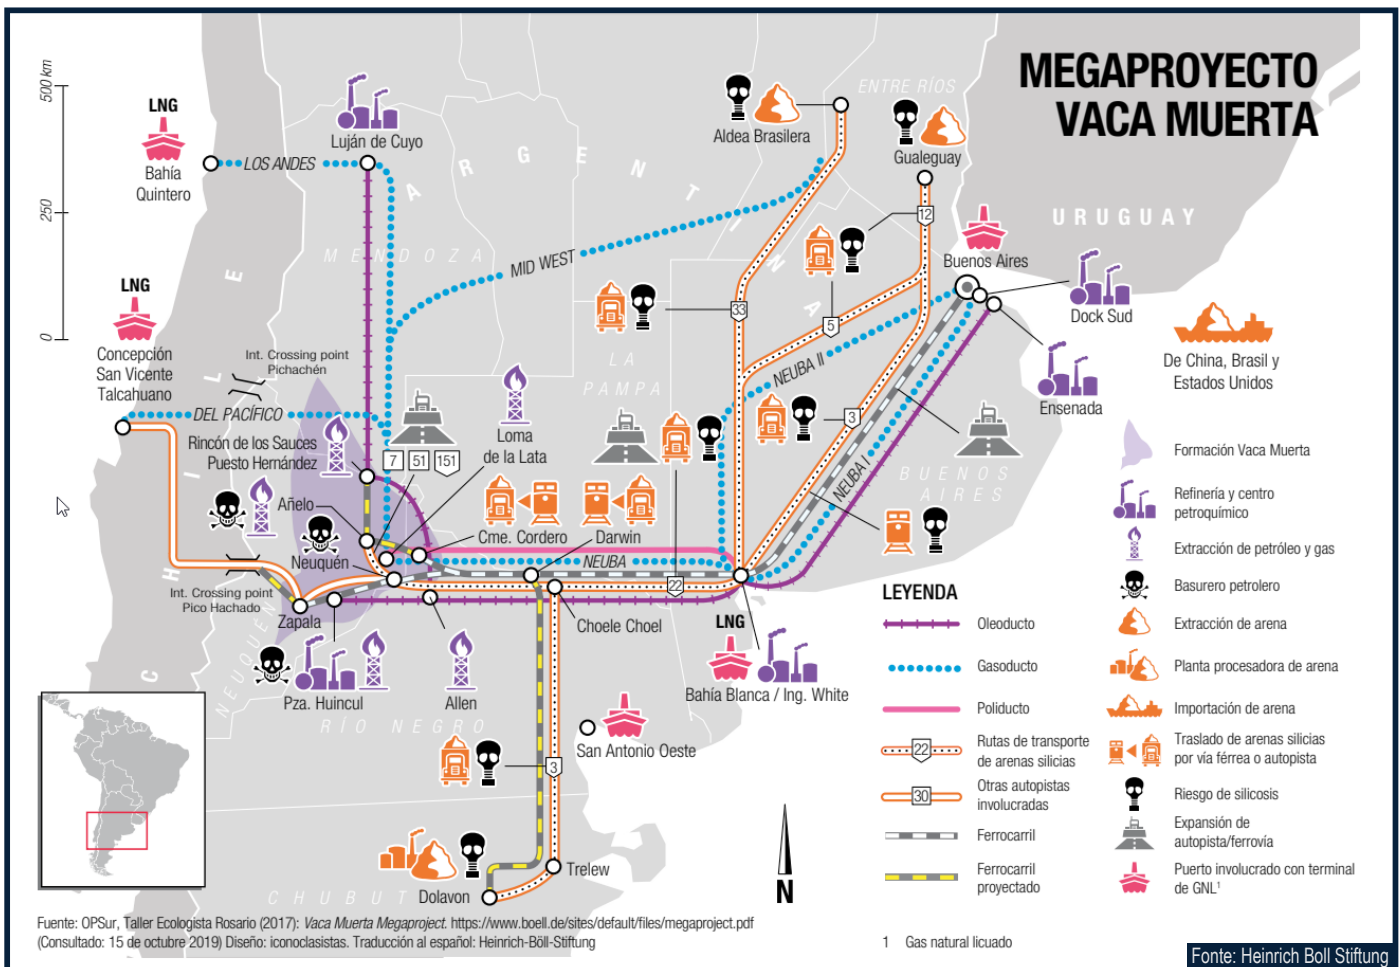 MEGAPROYECTO
VACA MUERTA
500 km
250
0
LNG
Bahía
Quintero
LOS ANDES
Luján de Cuyo
Aldea Brasilera
ENTRE RÍOS
Gualeguay
ARGENTINA
URUGUAY
MENDOZA
MID WEST
12
Buenos Aires
Dock Sud
33
5
LNG
Concepción
San Vicente
Talcahuano
Int. Crossing point
Pichachén
CHILE
LA
PAMPA
NEUBA II
Ensenada
De China, Brasil y
Estados Unidos
DEL PACÍFICO
Rincón de los Sauces
Puesto Hernández
Loma
de la Lata
7
51
151
3
Añelo
Neuquén
Cme. Cordero
Darwin
NEUBA
NEUBA I
BUENOS
AIRES
Int. Crossing point
Pico Hachado
Zapala
22
Choele Choel
NEUQUEN
CHILE
Pza. Huincul
Allen
RÍO NEGRO
LNG
Bahía Blanca / Ing. White
San Antonio Oeste
3
Trelew
Dolavon
CHUBUT
N
LEYENDA
Oleoducto
Gasoducto
Poliducto
22
Rutas de transporte
de arenas silicias
30
Otras autopistas
involucradas
Ferrocarril
Ferrocarril
proyectado
Formación Vaca Muerta
Refinería y centro
petroquímico
Extracción de petróleo y gas
Basurero petrolero
Extracción de arena
Planta procesadora de arena
Importación de arena
Traslado de arenas silicias
por vía férrea o autopista
Riesgo de silicosis
Expansión de
autopista/ferrovía
Puerto involucrado con terminal
de GNL¹
Fuente: OPSur, Taller Ecologista Rosario (2017): Vaca Muerta Megaproject. https://www.boell.de/sites/default/files/megaproject.pdf
(Consultado: 15 de octubre 2019) Diseño: iconoclasistas. Traducción al español: Heinrich-Böll-Stiftung
1 Gas natural licuado
Fonte: Heinrich Boll Stiftung